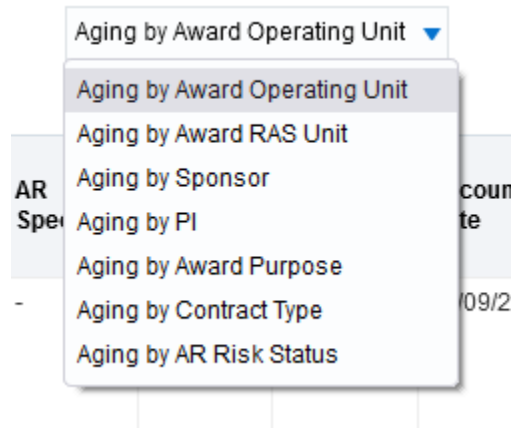 Aging by Award Operating Unit
Aging by Award Operating Unit
Aging by Award RAS Unit
Aging by Sponsor
Aging by PI
Aging by Award Purpose
Aging by Contract Type
Aging by AR Risk Status
AR
-